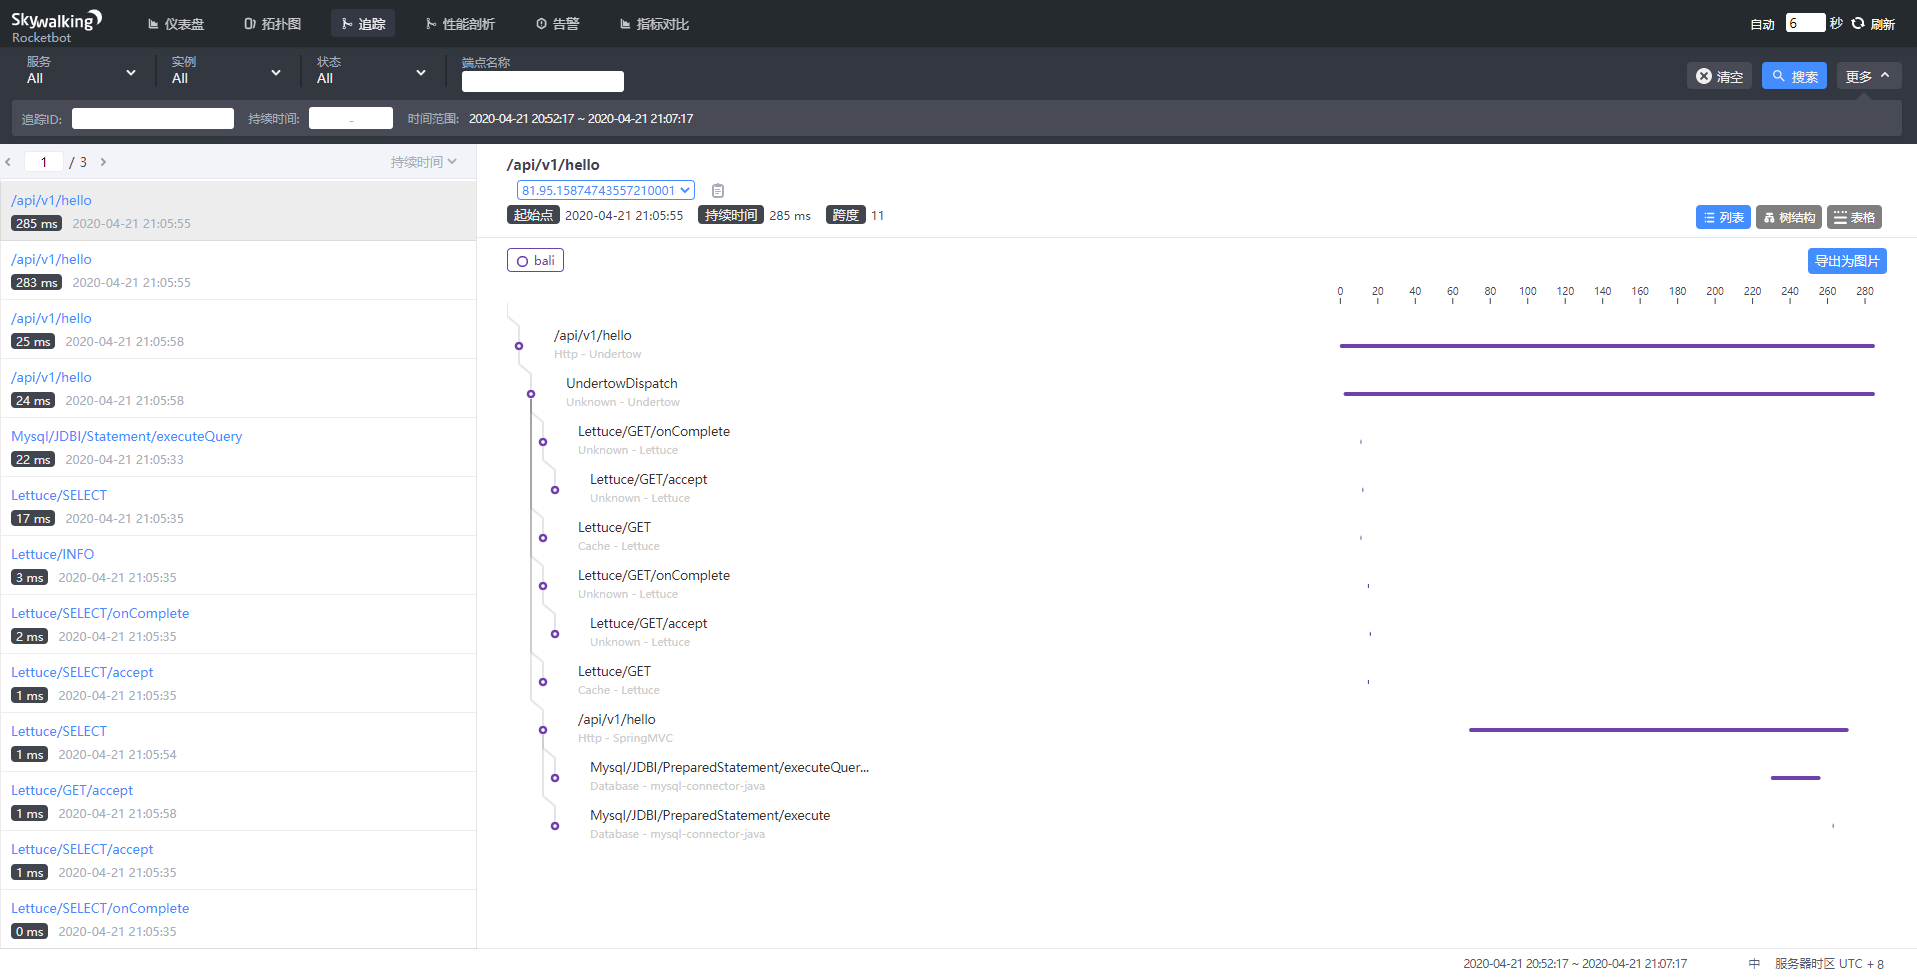 Skywalking
Rocketbot
仪表盘
拓扑图
追踪
性能剖析
告警
指标对比
自动 6 秒 刷新
服务
All
实例
All
状态
All
端点名称
清空
搜索
更多
追踪ID:
持续时间: -
时间范围: 2020-04-21 20:52:17 ~ 2020-04-21 21:07:17
1 / 3
持续时间
/api/v1/hello
285 ms 2020-04-21 21:05:55
/api/v1/hello
283 ms 2020-04-21 21:05:55
/api/v1/hello
25 ms 2020-04-21 21:05:58
/api/v1/hello
24 ms 2020-04-21 21:05:58
Mysql/JDBI/Statement/executeQuery
22 ms 2020-04-21 21:05:33
Lettuce/SELECT
17 ms 2020-04-21 21:05:35
Lettuce/INFO
3 ms 2020-04-21 21:05:35
Lettuce/SELECT/onComplete
2 ms 2020-04-21 21:05:35
Lettuce/SELECT/accept
1 ms 2020-04-21 21:05:35
Lettuce/SELECT
1 ms 2020-04-21 21:05:54
Lettuce/GET/accept
1 ms 2020-04-21 21:05:58
Lettuce/SELECT/accept
1 ms 2020-04-21 21:05:35
Lettuce/SELECT/onComplete
0 ms 2020-04-21 21:05:35
/api/v1/hello
81.95.15874743557210001
起始点 2020-04-21 21:05:55 持续时间 285 ms 跨度 11
列表
树结构
表格
bali
导出为图片
0 20 40 60 80 100 120 140 160 180 200 220 240 260 280
/api/v1/hello
Http - Undertow
UndertowDispatch
Unknown - Undertow
Lettuce/GET/onComplete
Unknown - Lettuce
Lettuce/GET/accept
Unknown - Lettuce
Lettuce/GET
Cache - Lettuce
Lettuce/GET/onComplete
Unknown - Lettuce
Lettuce/GET/accept
Unknown - Lettuce
Lettuce/GET
Cache - Lettuce
/api/v1/hello
Http - SpringMVC
Mysql/JDBI/PreparedStatement/executeQuer...
Database - mysql-connector-java
Mysql/JDBI/PreparedStatement/execute
Database - mysql-connector-java
2020-04-21 20:52:17 ~ 2020-04-21 21:07:17
中
服务器时区 UTC + 8